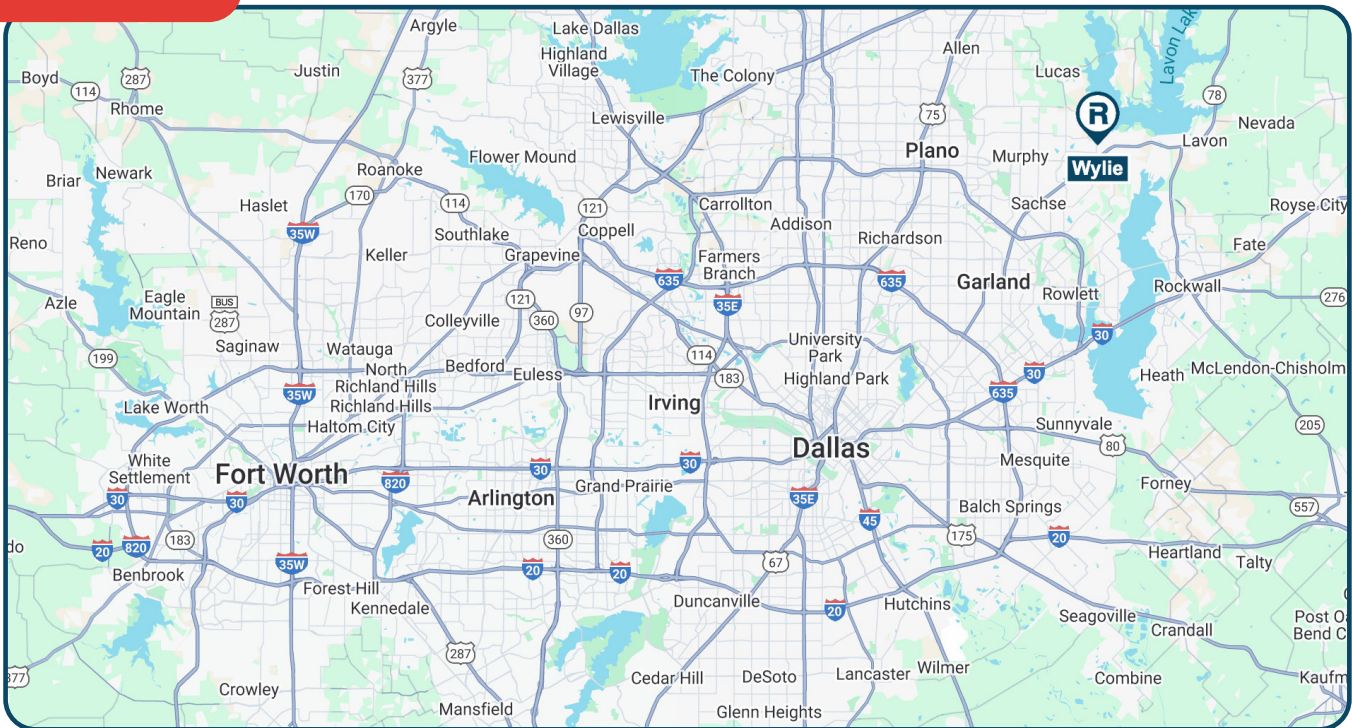 Argyle
Lake Dallas
Highland
Village
Allen
Boyd
287
Justin
377
The Colony
Lucas
Lavon Lak
114
Rhome
78
R
Lewisville
75
Nevada
Wylie
Plano
Murphy
Lavon
Flower Mound
Roanoke
Briar
Newark
170
114
121
Carrollton
Sachse
Haslet
Royse City
35W
Southlake
Coppell
Addison
Richardson
Reno
Keller
Grapevine
Farmers
Branch
Fate
635
635
Garland
Rowlett
Rockwall
Azle
Eagle
Mountain
BUS
287
121
360
97
35E
276
Colleyville
30
Saginaw
Watauga
University
Park
199
North
Richland Hills
Bedford
Euless
114
183
Highland Park
30
Heath
McLendon-Chisholm
35W
635
Lake Worth
Richland Hills
Irving
Haltom City
Sunnyvale
205
80
Dallas
White
Settlement
Fort Worth
820
30
30
Mesquite
Grand Prairie
Forney
30
30
Arlington
35E
Balch Springs
557
45
do
20
820
183
360
175
20
Heartland
Talty
Benbrook
35W
20
20
67
Forest Hill
Kennedale
Duncanville
20
Hutchins
Seagoville
Crandall
Post O
Bend C
287
377
Crowley
Cedar Hill
DeSoto
Lancaster
Wilmer
Combine
Kaufm
Mansfield
Glenn Heights